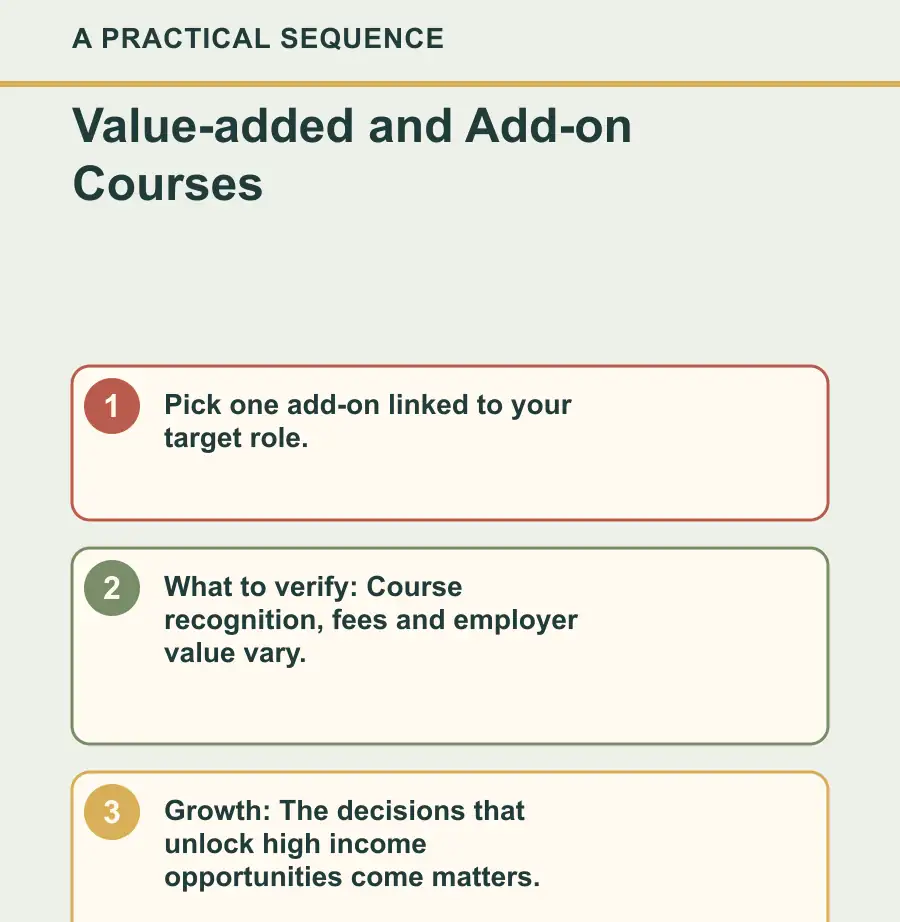 A PRACTICAL SEQUENCE
Value-added and Add-on
Courses
1
Pick one add-on linked to your
target role.
2
What to verify: Course
recognition, fees and employer
value vary.
3
Growth: The decisions that
unlock high income
opportunities come matters.